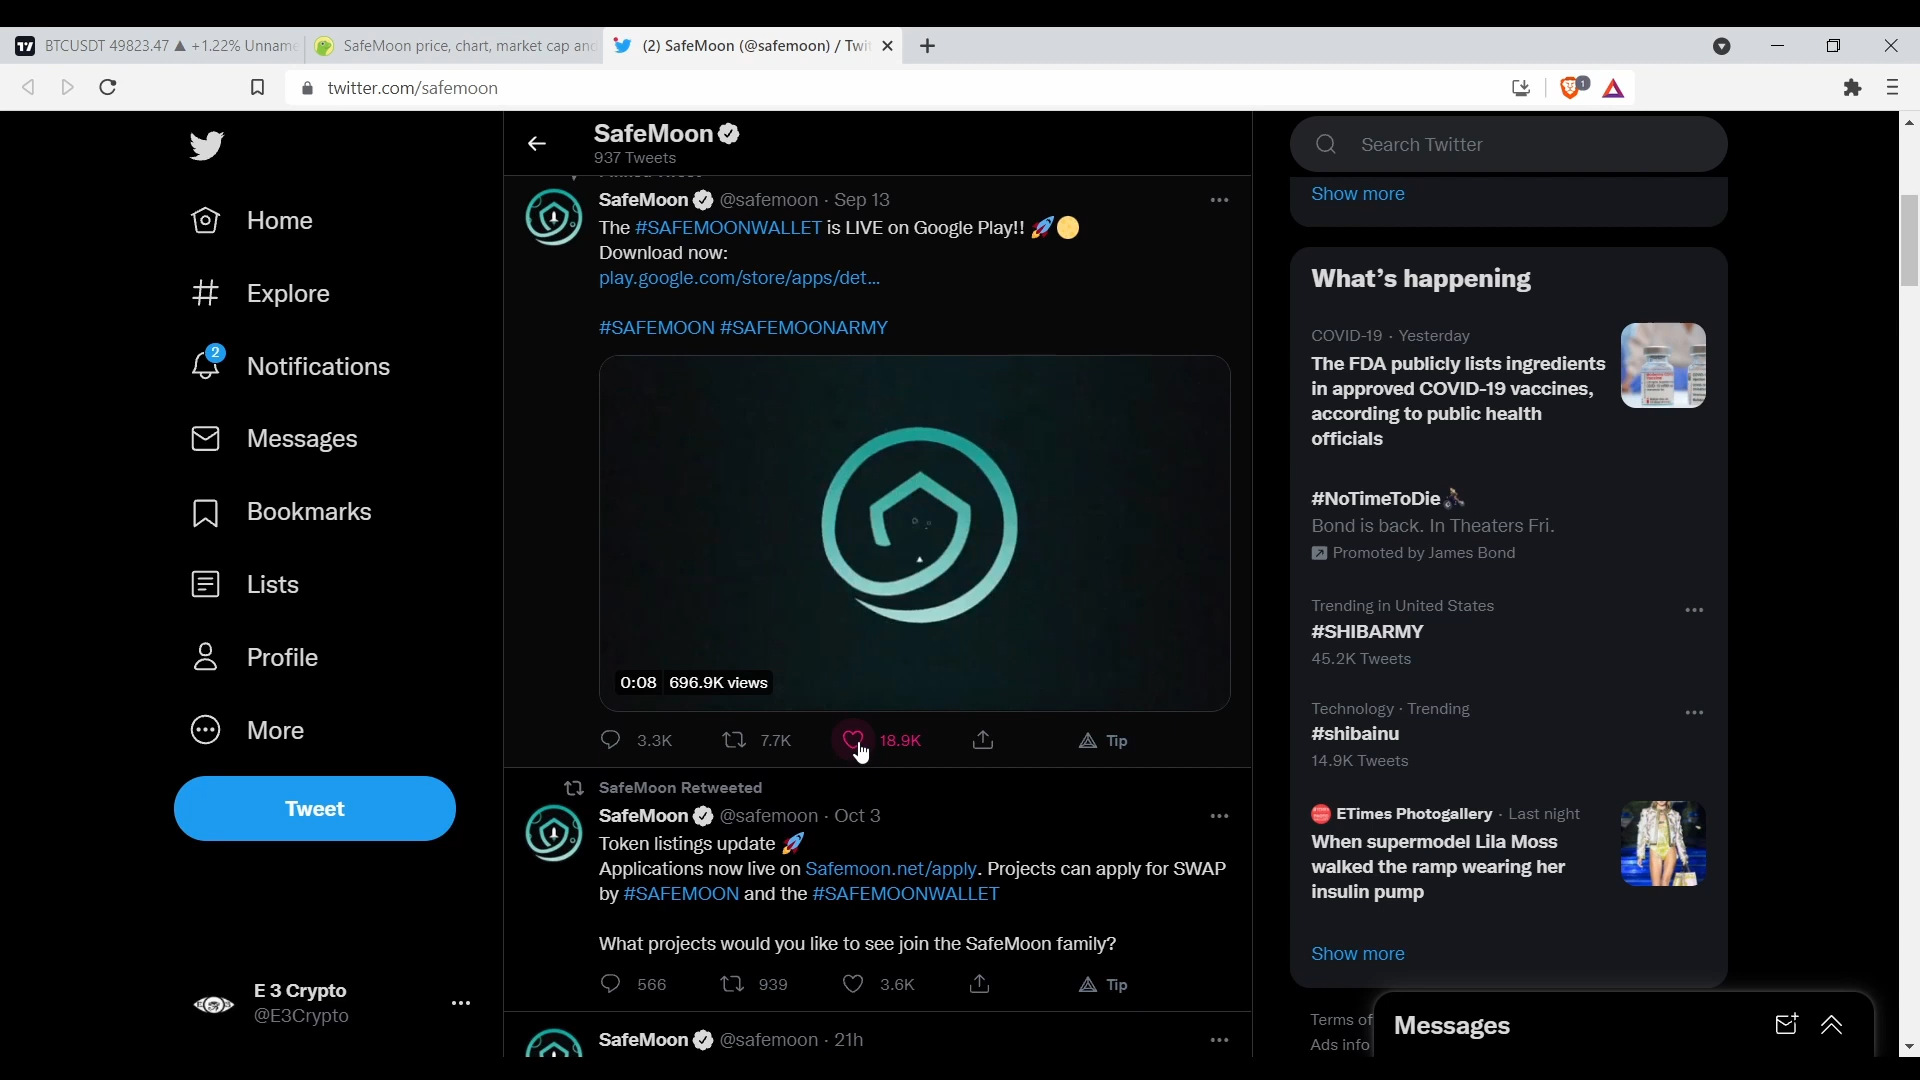 BTCUSDT 49823.47 ▲ +1.22% Unname
SafeMoon price, chart, market cap and
(2) SafeMoon (@safemoon) / Twit
twitter.com/safemoon
1
Home
Explore
2
Notifications
Messages
Bookmarks
Lists
Profile
More
Tweet
E 3 Crypto
@E3Crypto
SafeMoon
937 Tweets
SafeMoon @safemoon · Sep 13
The #SAFEMOONWALLET is LIVE on Google Play!! 🚀🌕
Download now:
play.google.com/store/apps/det...
#SAFEMOON #SAFEMOONARMY
0:08 696.9K views
3.3K 7.7K 18.9K Tip
SafeMoon Retweeted
SafeMoon @safemoon · Oct 3
Token listings update 🚀
Applications now live on Safemoon.net/apply. Projects can apply for SWAP
by #SAFEMOON and the #SAFEMOONWALLET
What projects would you like to see join the SafeMoon family?
566 939 3.6K Tip
SafeMoon @safemoon · 21h
Search Twitter
Show more
What's happening
COVID-19 · Yesterday
The FDA publicly lists ingredients
in approved COVID-19 vaccines,
according to public health
officials
#NoTimeToDie
Bond is back. In Theaters Fri.
Promoted by James Bond
Trending in United States
#SHIBARMY
45.2K Tweets
Technology · Trending
#shibainu
14.9K Tweets
ETimes Photogallery · Last night
When supermodel Lila Moss
walked the ramp wearing her
insulin pump
Show more
Terms of
Ads info
Messages